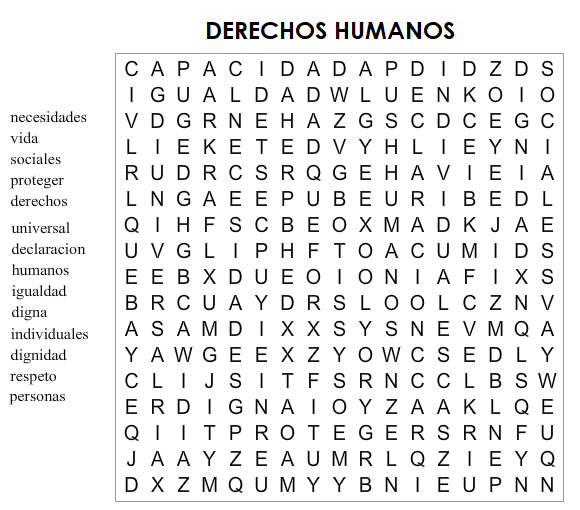 DERECHOS HUMANOS
necesidades
vida
sociales
proteger
derechos
universal
declaracion
humanos
igualdad
digna
individuales
dignidad
respeto
personas
C A P A C I D A D A P D I D Z D S
I G U A L D A D W L U E N K O I O
V D G R N E H A Z G S C D C E G C
L I E K E T E D V Y H L I E Y N I
R U D R C S R Q G E H A V I E I A
L N G A E E P U B E U R I B E D L
Q I H F S C B E O X M A D K J A E
U V G L I P H F T O A C U M I D S
E E B X D U E O I O N I A F I X S
B R C U A Y D R S L O O L C Z N V
A S A M D I X X S Y S N E V M Q A
Y A W G E E X Z Y O W C S E D L Y
C L I J S I T F S R N C C L B S W
E R D I G N A I O Y Z A A K L Q E
Q I I T P R O T E G E R S R N F U
J A A Y Z E A U M R L Q Z I E Y Q
D X Z M Q U M Y Y B N I E U P N N